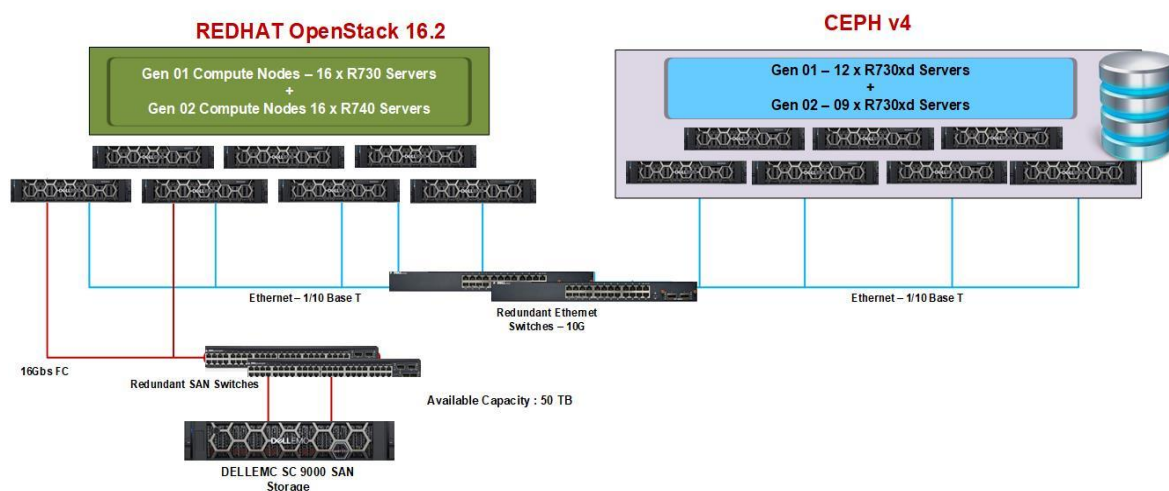 REDHAT OpenStack 16.2
CEPH v4
Gen 01 Compute Nodes – 16 x R730 Servers
+
Gen 02 Compute Nodes 16 x R740 Servers
Gen 01 – 12 x R730xd Servers
+
Gen 02 – 09 x R730xd Servers
Ethernet – 1/10 Base T
Redundant Ethernet
Switches – 10G
Ethernet – 1/10 Base T
16Gbs FC
Redundant SAN Switches
Available Capacity : 50 TB
DELLEMC
DELLEMC SC 9000 SAN
Storage